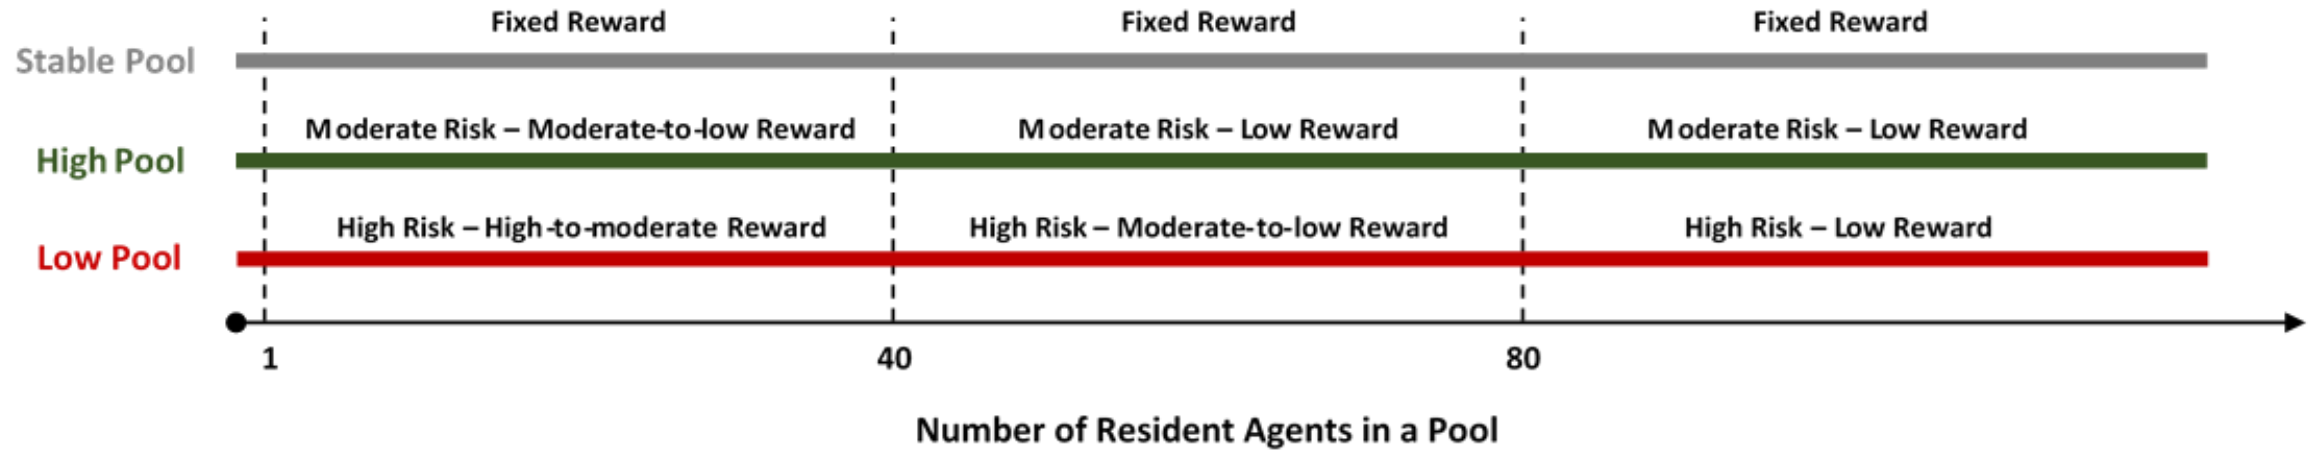 Fixed Reward Fixed Reward Fixed Reward
Stable Pool
Moderate Risk – Moderate-to-low Reward Moderate Risk – Low Reward Moderate Risk – Low Reward
High Pool
High Risk – High-to-moderate Reward High Risk – Moderate-to-low Reward High Risk – Low Reward
Low Pool
1 40 80
Number of Resident Agents in a Pool